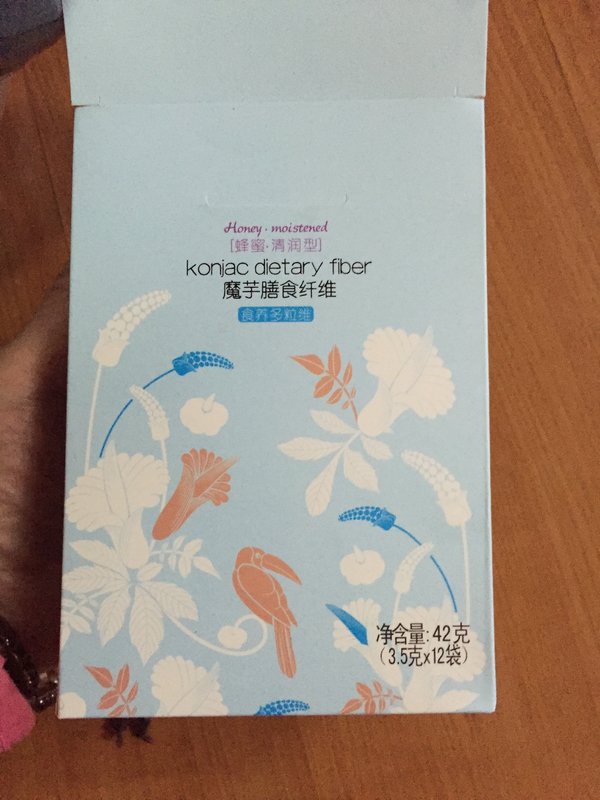 Honey · moistened
[蜂蜜·清润型]
konjac dietary fiber
魔芋膳食纤维
食养多粒维
净含量:42克
(3.5克x12袋)